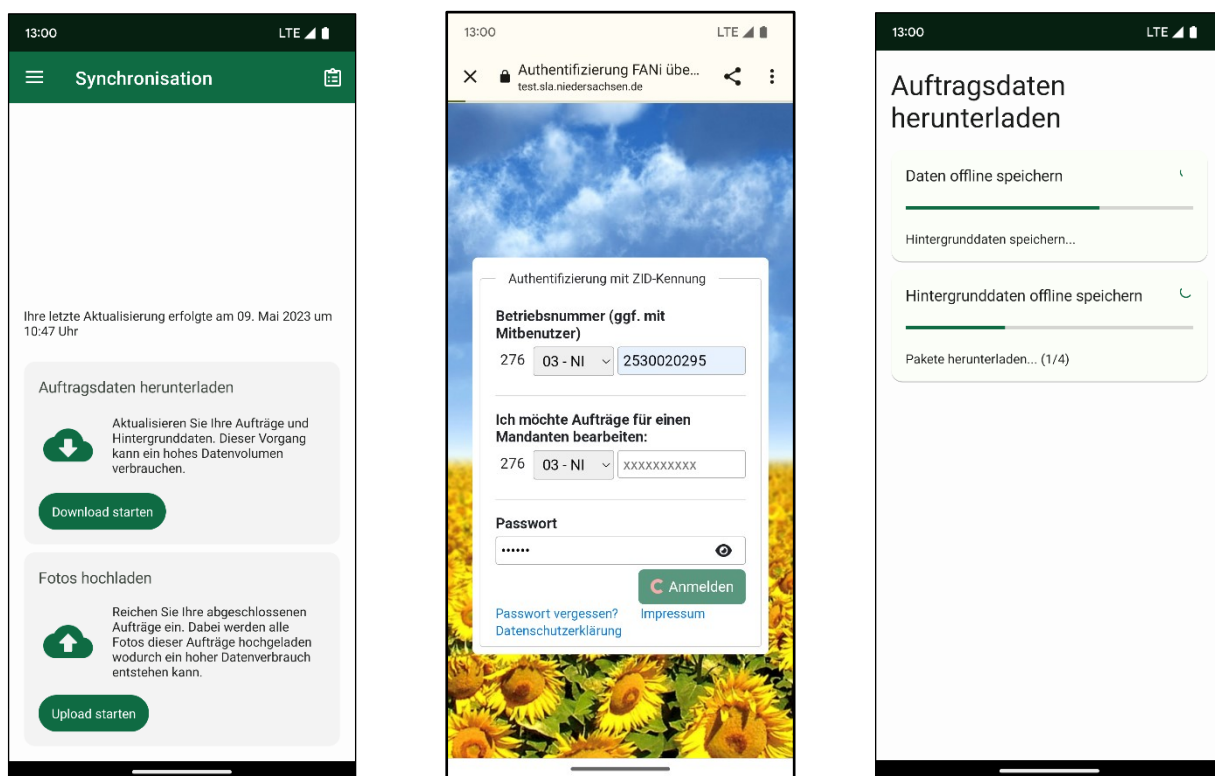 13:00 LTE
Synchronisation
Ihre letzte Aktualisierung erfolgte am 09. Mai 2023 um
10:47 Uhr
Auftragsdaten herunterladen
Aktualisieren Sie Ihre Aufträge und
Hintergrunddaten. Dieser Vorgang
kann ein hohes Datenvolumen
verbrauchen.
Download starten
Fotos hochladen
Reichen Sie Ihre abgeschlossenen
Aufträge ein. Dabei werden alle
Fotos dieser Aufträge hochgeladen
wodurch ein hoher Datenverbrauch
entstehen kann.
Upload starten
13:00 LTE
Authentifizierung FANi übe...
test.sla.niedersachsen.de
Authentifizierung mit ZID-Kennung
Betriebsnummer (ggf. mit
Mitbenutzer)
276 03 - NI 2530020295
Ich möchte Aufträge für einen
Mandanten bearbeiten:
276 03 - NI xxxxxxxxxx
Passwort
••••••
Anmelden
Passwort vergessen? Impressum
Datenschutzerklärung
13:00 LTE
Auftragsdaten
herunterladen
Daten offline speichern
Hintergrunddaten speichern...
Hintergrunddaten offline speichern
Pakete herunterladen... (1/4)